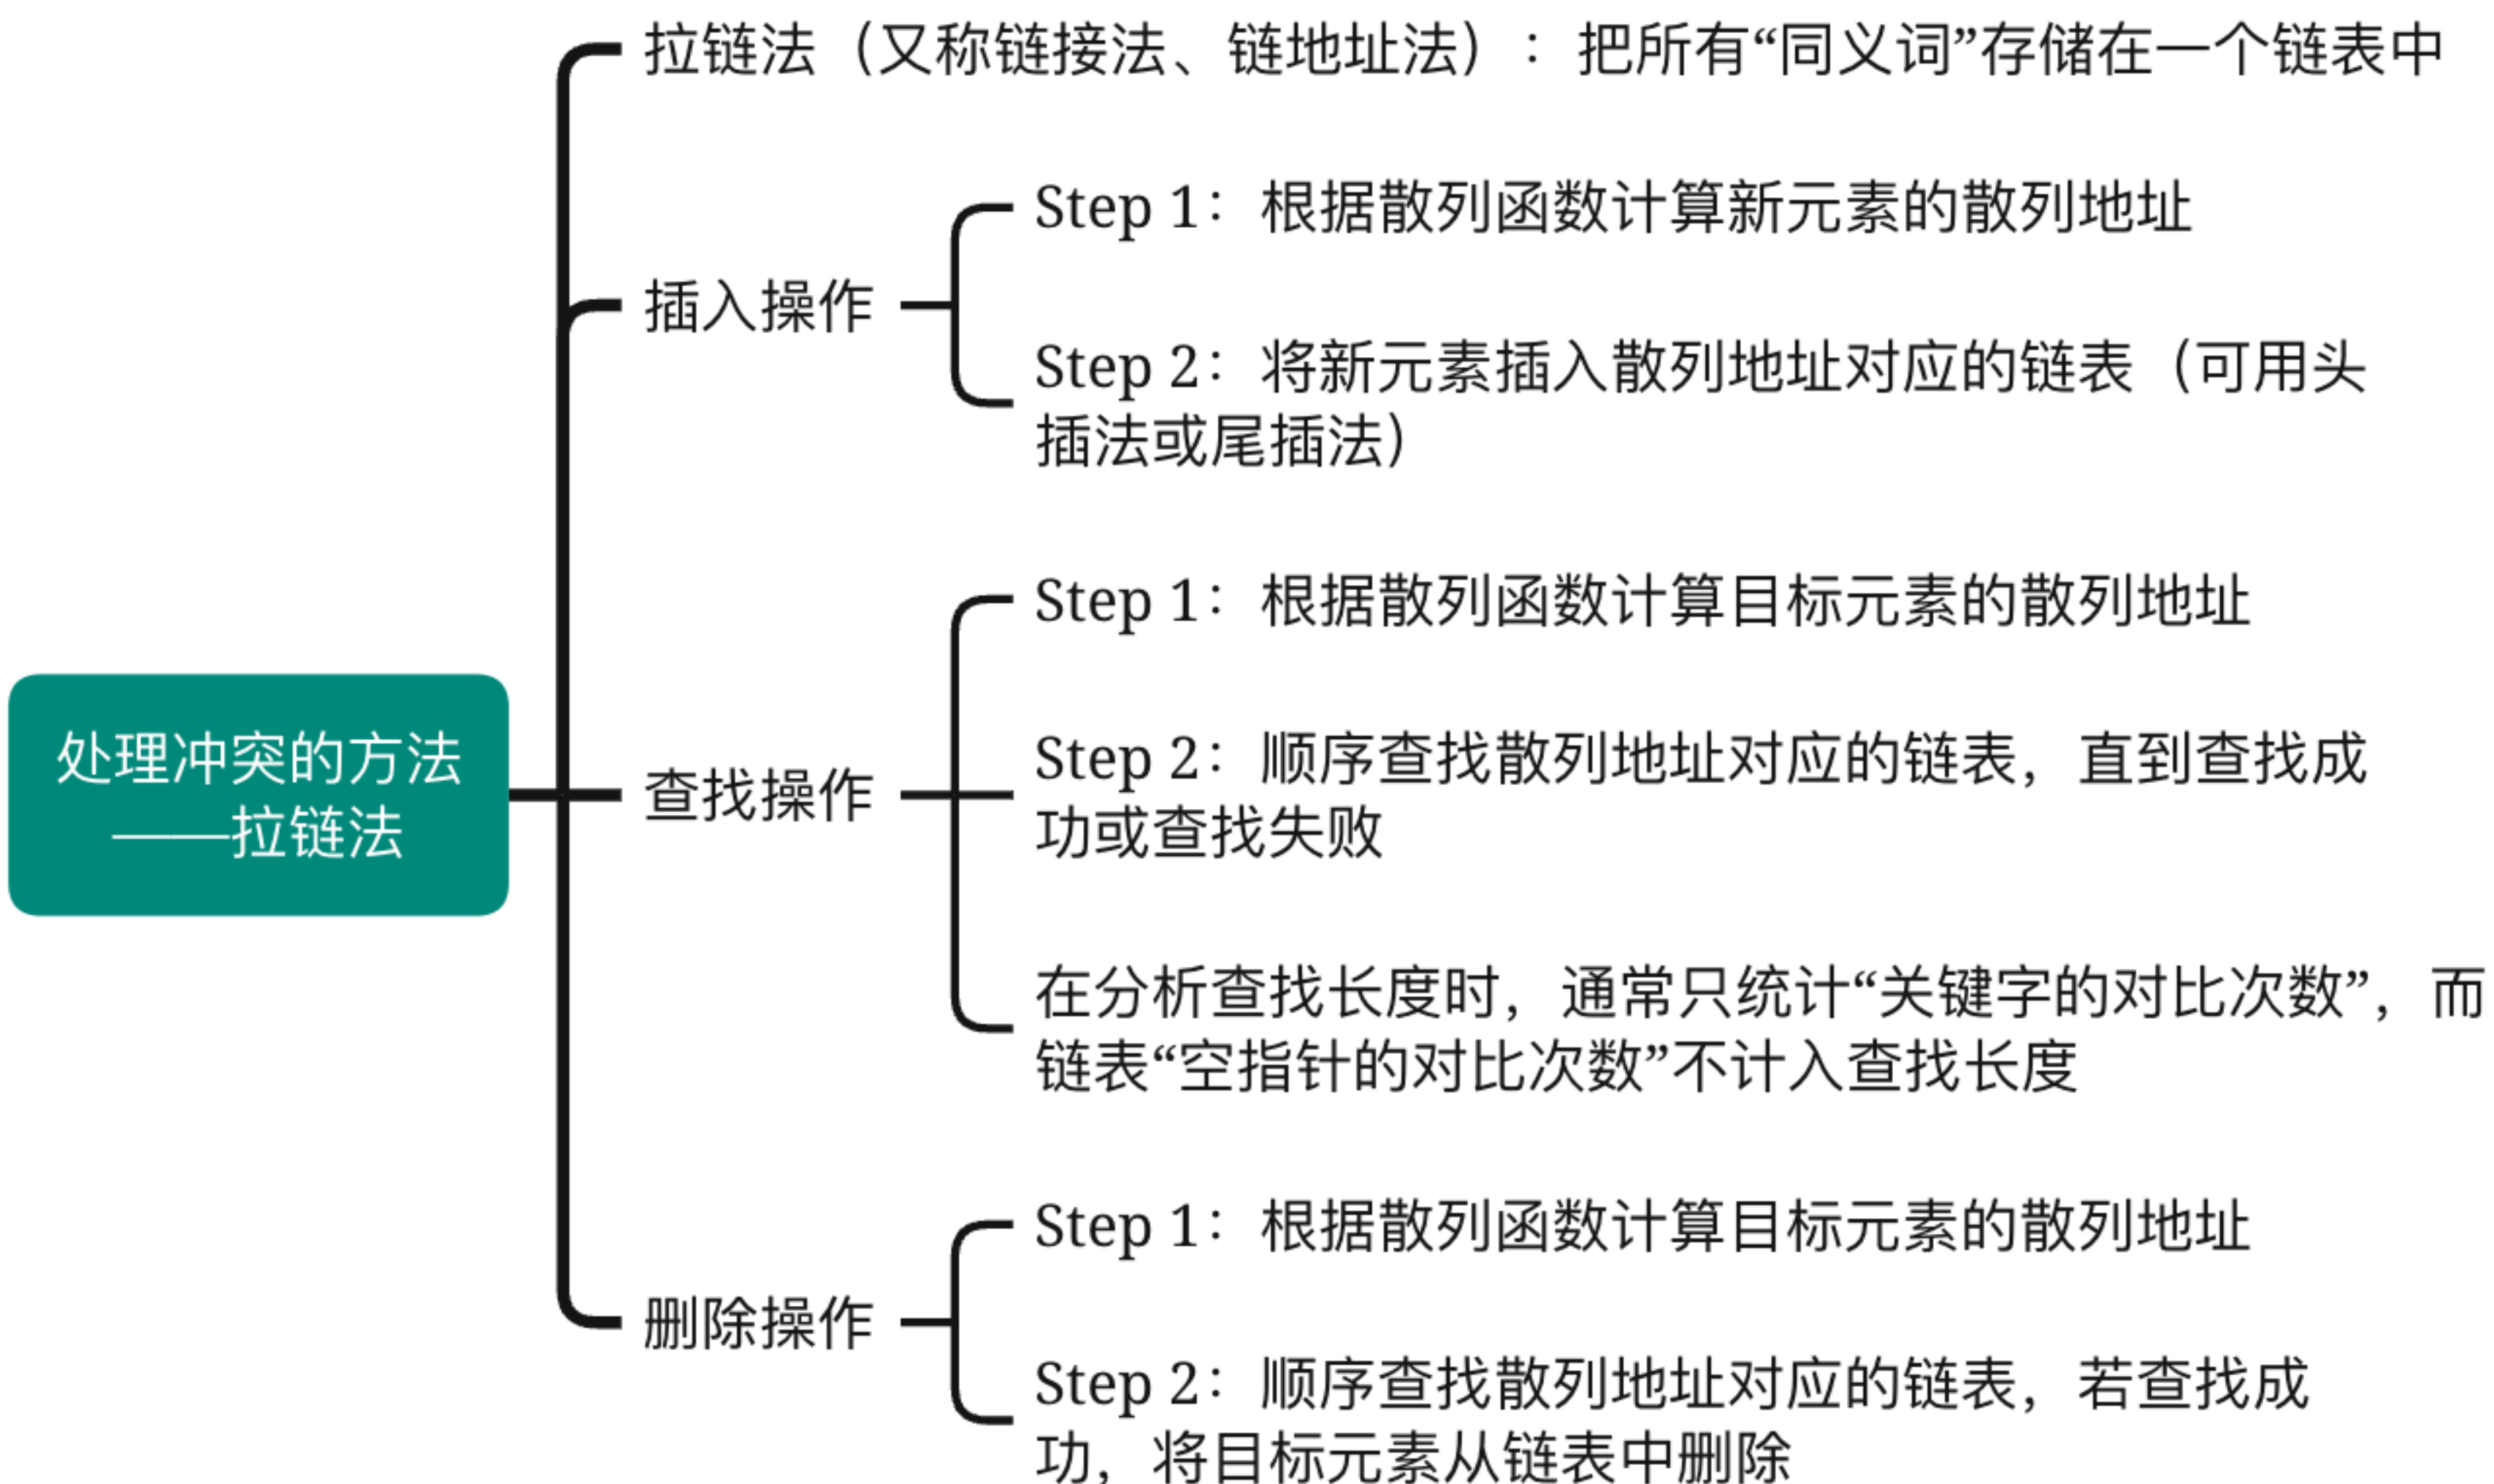 拉链法（又称链接法、链地址法）：把所有“同义词”存储在一个链表中
插入操作
Step 1：根据散列函数计算新元素的散列地址
Step 2：将新元素插入散列地址对应的链表（可用头
插法或尾插法）
处理冲突的方法
——拉链法
查找操作
Step 1：根据散列函数计算目标元素的散列地址
Step 2：顺序查找散列地址对应的链表，直到查找成
功或查找失败
在分析查找长度时，通常只统计“关键字的对比次数”，而
链表“空指针的对比次数”不计入查找长度
删除操作
Step 1：根据散列函数计算目标元素的散列地址
Step 2：顺序查找散列地址对应的链表，若查找成
功，将目标元素从链表中删除